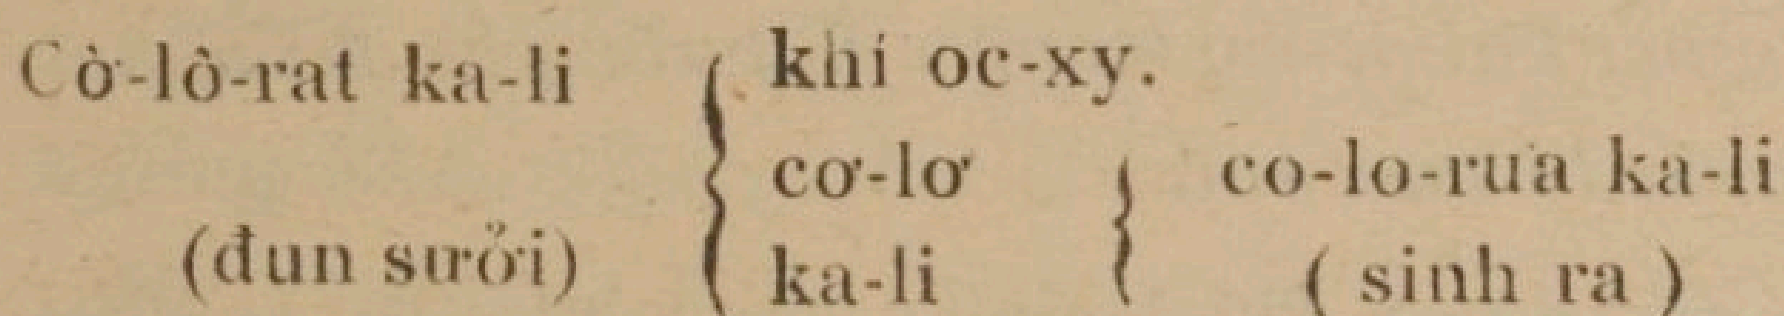 Cờ-lô-rat ka-li { khí oc-xy.
cơ-lơ } co-lo-rua ka-li
(đun sưởi) ka-li ( sinh ra )